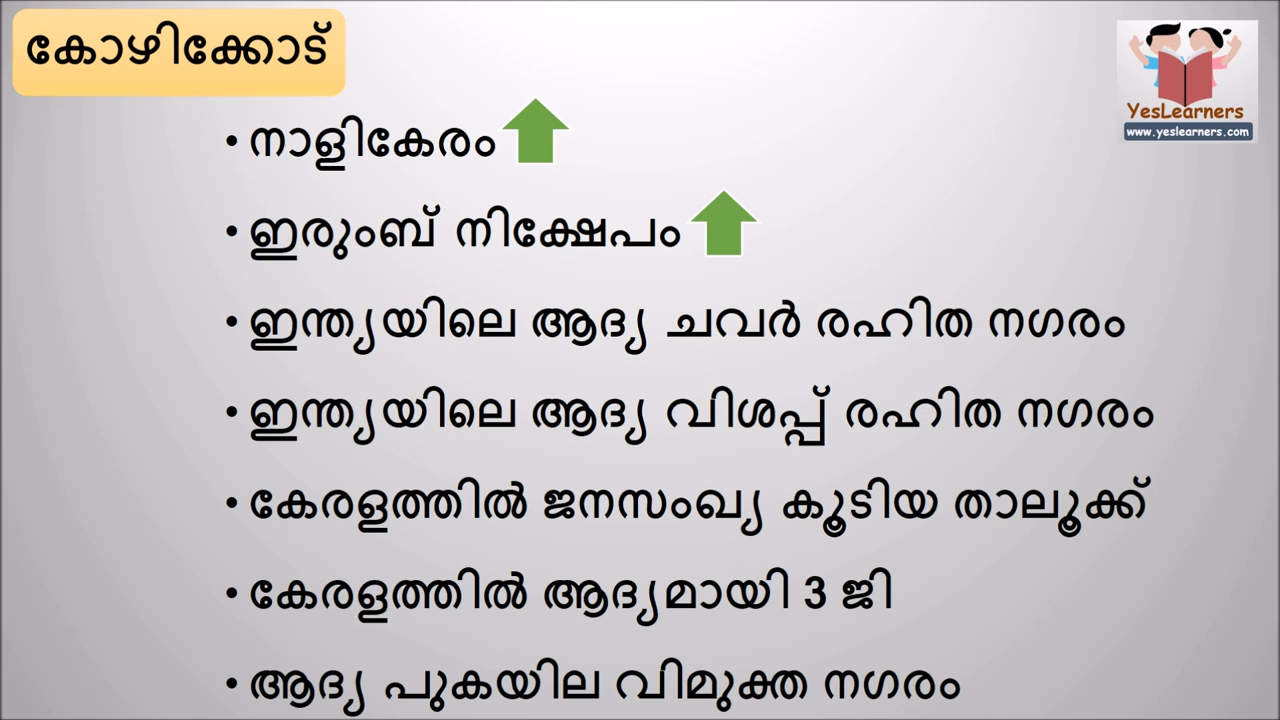 കോഴിക്കോട്
YesLearners
www.yeslearners.com
• നാളികേരം
• ഇരുംബ് നിക്ഷേപം
• ഇന്ത്യയിലെ ആദ്യ ചവർ രഹിത നഗരം
• ഇന്ത്യയിലെ ആദ്യ വിശപ്പ് രഹിത നഗരം
• കേരളത്തിൽ ജനസംഖ്യ കൂടിയ താലൂക്ക്
• കേരളത്തിൽ ആദ്യമായി 3 ജി
• ആദ്യ പുകയില വിമുക്ത നഗരം